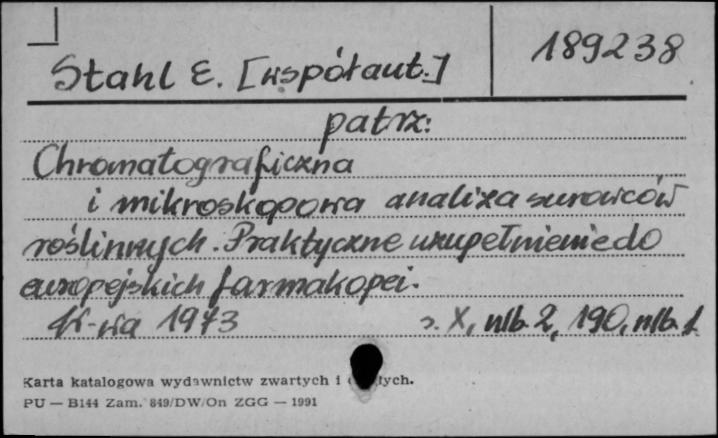 Stahl E. [współaut.]
189238
patrz:
Chromatograficzna
i mikroskopowa analiza surowców
roślinnych. Praktyczne uzupełnienie do
europejskich farmakopei.
W-wa 1973 s. X, nlb. 2, 190, nlb. 1
Karta katalogowa wydawnictw zwartych i
PU — B144 Zam. 849/DW/On ZGG — 1991